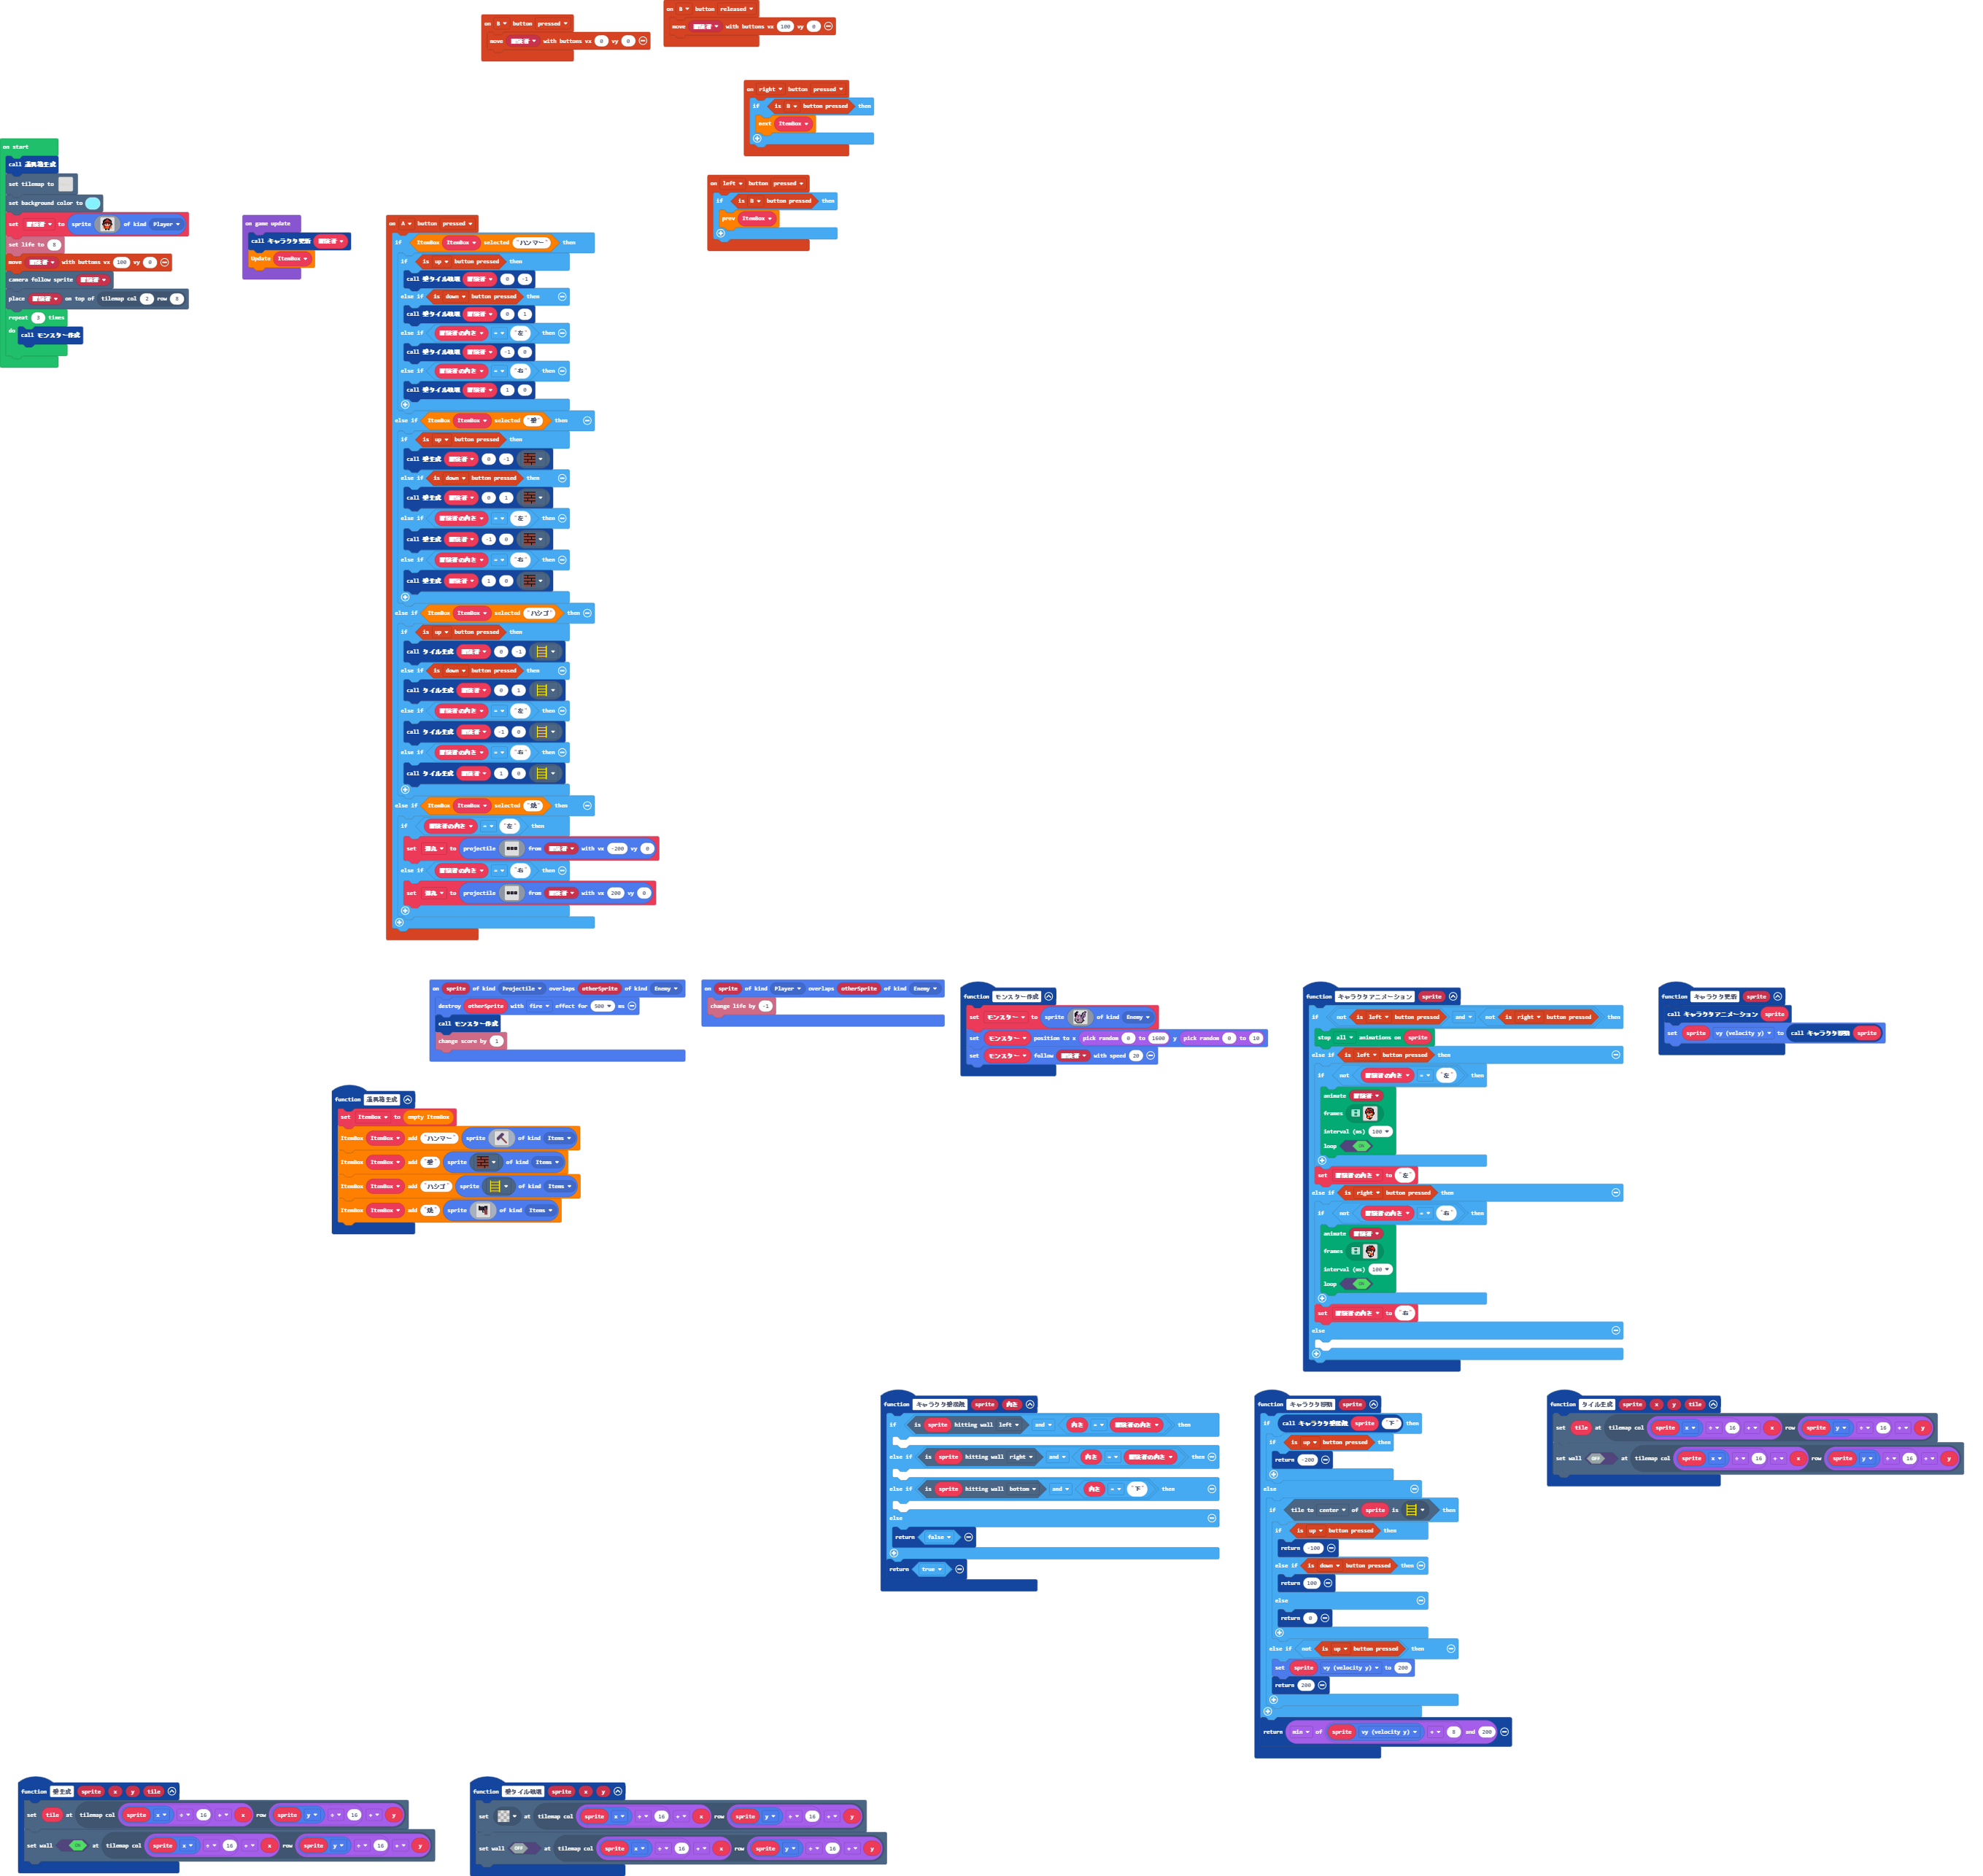 on B button pressed
move 冒険者 with buttons vx 0 vy 0
on B button released
move 冒険者 with buttons vx 100 vy 0
on right button pressed
if is B button pressed then
next ItemBox
on left button pressed
if is B button pressed then
prev ItemBox
on start
call 道具箱生成
set tilemap to
set background color to
set 冒険者 to sprite of kind Player
set life to 8
move 冒険者 with buttons vx 100 vy 0
camera follow sprite 冒険者
place 冒険者 on top of tilemap col 2 row 8
repeat 3 times
do
call モンスター作成
on game update
call キャラクタ更新 冒険者
Update ItemBox
on A button pressed
if ItemBox ItemBox selected "ハンマー" then
if is up button pressed then
call 壁タイル破壊 冒険者 0 -1
else if is down button pressed then
call 壁タイル破壊 冒険者 0 1
else if 冒険者の向き = "左" then
call 壁タイル破壊 冒険者 -1 0
else if 冒険者の向き = "右" then
call 壁タイル破壊 冒険者 1 0
else if ItemBox ItemBox selected "壁" then
if is up button pressed then
call 壁生成 冒険者 0 -1
else if is down button pressed then
call 壁生成 冒険者 0 1
else if 冒険者の向き = "左" then
call 壁生成 冒険者 -1 0
else if 冒険者の向き = "右" then
call 壁生成 冒険者 1 0
else if ItemBox ItemBox selected "ハシゴ" then
if is up button pressed then
call タイル生成 冒険者 0 -1
else if is down button pressed then
call タイル生成 冒険者 0 1
else if 冒険者の向き = "左" then
call タイル生成 冒険者 -1 0
else if 冒険者の向き = "右" then
call タイル生成 冒険者 1 0
else if ItemBox ItemBox selected "銃" then
if 冒険者の向き = "左" then
set 弾丸 to projectile from 冒険者 with vx -200 vy 0
else if 冒険者の向き = "右" then
set 弾丸 to projectile from 冒険者 with vx 200 vy 0
on sprite of kind Projectile overlaps otherSprite of kind Enemy
destroy otherSprite with fire effect for 500 ms
call モンスター作成
change score by 1
on sprite of kind Player overlaps otherSprite of kind Enemy
change life by -1
function モンスター作成
set モンスター to sprite of kind Enemy
set モンスター position to x pick random 0 to 1600 y pick random 0 to 10
set モンスター follow 冒険者 with speed 20
function キャラクタアニメーション sprite
if not is left button pressed and not is right button pressed then
stop all animations on sprite
else if is left button pressed then
if not 冒険者の向き = "左" then
animate 冒険者
frames
interval (ms) 100
loop ON
set 冒険者の向き to "左"
else if is right button pressed then
if not 冒険者の向き = "右" then
animate 冒険者
frames
interval (ms) 100
loop ON
set 冒険者の向き to "右"
else
function キャラクタ更新 sprite
call キャラクタアニメーション sprite
set sprite vy (velocity y) to call キャラクタ移動 sprite
function 道具箱生成
set ItemBox to empty ItemBox
ItemBox ItemBox add "ハンマー" sprite of kind Items
ItemBox ItemBox add "壁" sprite of kind Items
ItemBox ItemBox add "ハシゴ" sprite of kind Items
ItemBox ItemBox add "銃" sprite of kind Items
function キャラクタ壁接触 sprite 向き
if is sprite hitting wall left and 向き = 冒険者の向き then
else if is sprite hitting wall right and 向き = 冒険者の向き then
else if is sprite hitting wall bottom and 向き = "下" then
else
return false
return true
function キャラクタ移動 sprite
if call キャラクタ壁接触 sprite "下" then
if is up button pressed then
return -200
else
if tile to center of sprite is then
if is up button pressed then
return -100
else if is down button pressed then
return 100
else
return 0
else if not is up button pressed then
set sprite vy (velocity y) to 200
return 200
return min of sprite vy (velocity y) + 8 and 200
function タイル生成 sprite x y tile
set tile at tilemap col sprite x ÷ 16 + x row sprite y ÷ 16 + y
set wall OFF at tilemap col sprite x ÷ 16 + x row sprite y ÷ 16 + y
function 壁生成 sprite x y tile
set tile at tilemap col sprite x ÷ 16 + x row sprite y ÷ 16 + y
set wall ON at tilemap col sprite x ÷ 16 + x row sprite y ÷ 16 + y
function 壁タイル破壊 sprite x y
set at tilemap col sprite x ÷ 16 + x row sprite y ÷ 16 + y
set wall OFF at tilemap col sprite x ÷ 16 + x row sprite y ÷ 16 + y